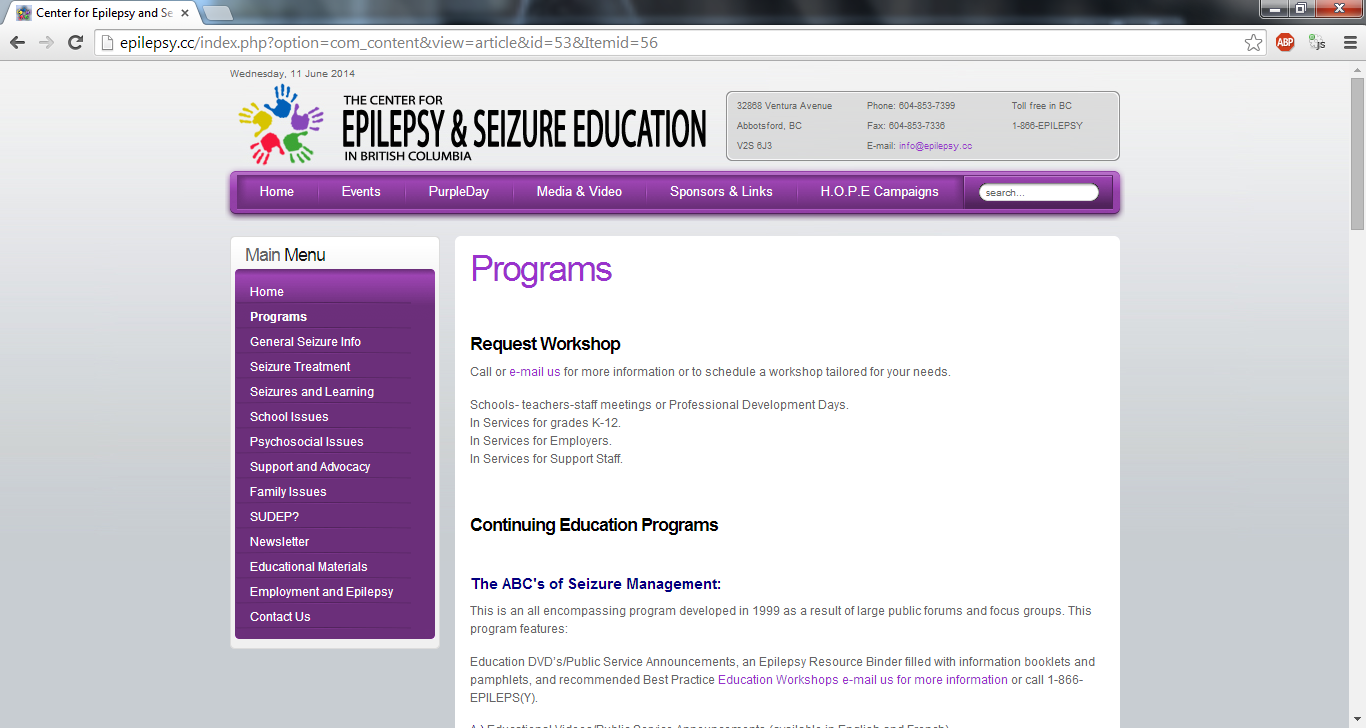 Center for Epilepsy and Se
epilepsy.cc/index.php?option=com_content&view=article&id=53&Itemid=56
ABP
js
Wednesday, 11 June 2014
THE CENTER FOR
EPILEPSY & SEIZURE EDUCATION
IN BRITISH COLUMBIA
32868 Ventura Avenue Phone: 604-853-7399 Toll free in BC
Abbotsford, BC Fax: 604-853-7336 1-866-EPILEPSY
V2S 6J3 E-mail: info@epilepsy.cc
Home Events PurpleDay Media & Video Sponsors & Links H.O.P.E Campaigns search...
Main Menu
Home
Programs
General Seizure Info
Seizure Treatment
Seizures and Learning
School Issues
Psychosocial Issues
Support and Advocacy
Family Issues
SUDEP?
Newsletter
Educational Materials
Employment and Epilepsy
Contact Us
Programs
Request Workshop
Call or e-mail us for more information or to schedule a workshop tailored for your needs.
Schools- teachers-staff meetings or Professional Development Days.
In Services for grades K-12.
In Services for Employers.
In Services for Support Staff.
Continuing Education Programs
The ABC's of Seizure Management:
This is an all encompassing program developed in 1999 as a result of large public forums and focus groups. This
program features:
Education DVD's/Public Service Announcements, an Epilepsy Resource Binder filled with information booklets and
pamphlets, and recommended Best Practice Education Workshops e-mail us for more information or call 1-866-
EPILEPS(Y).
A.) Educational Videos/Public Service Announcements (available in English and French)